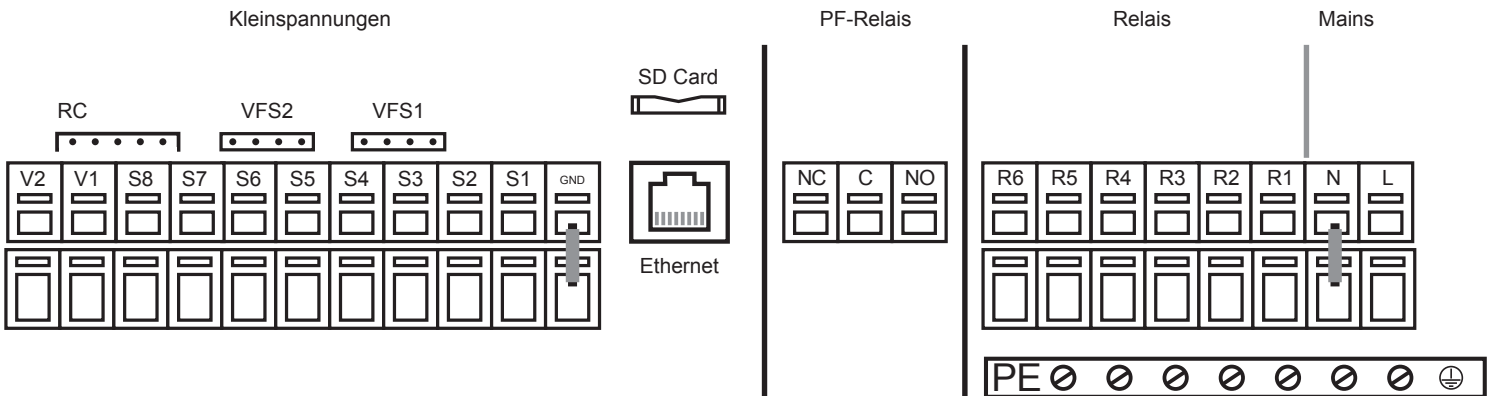 Kleinspannungen PF-Relais Relais Mains
SD Card
RC VFS2 VFS1
V2 V1 S8 S7 S6 S5 S4 S3 S2 S1 GND NC C NO R6 R5 R4 R3 R2 R1 N L
Ethernet
PE